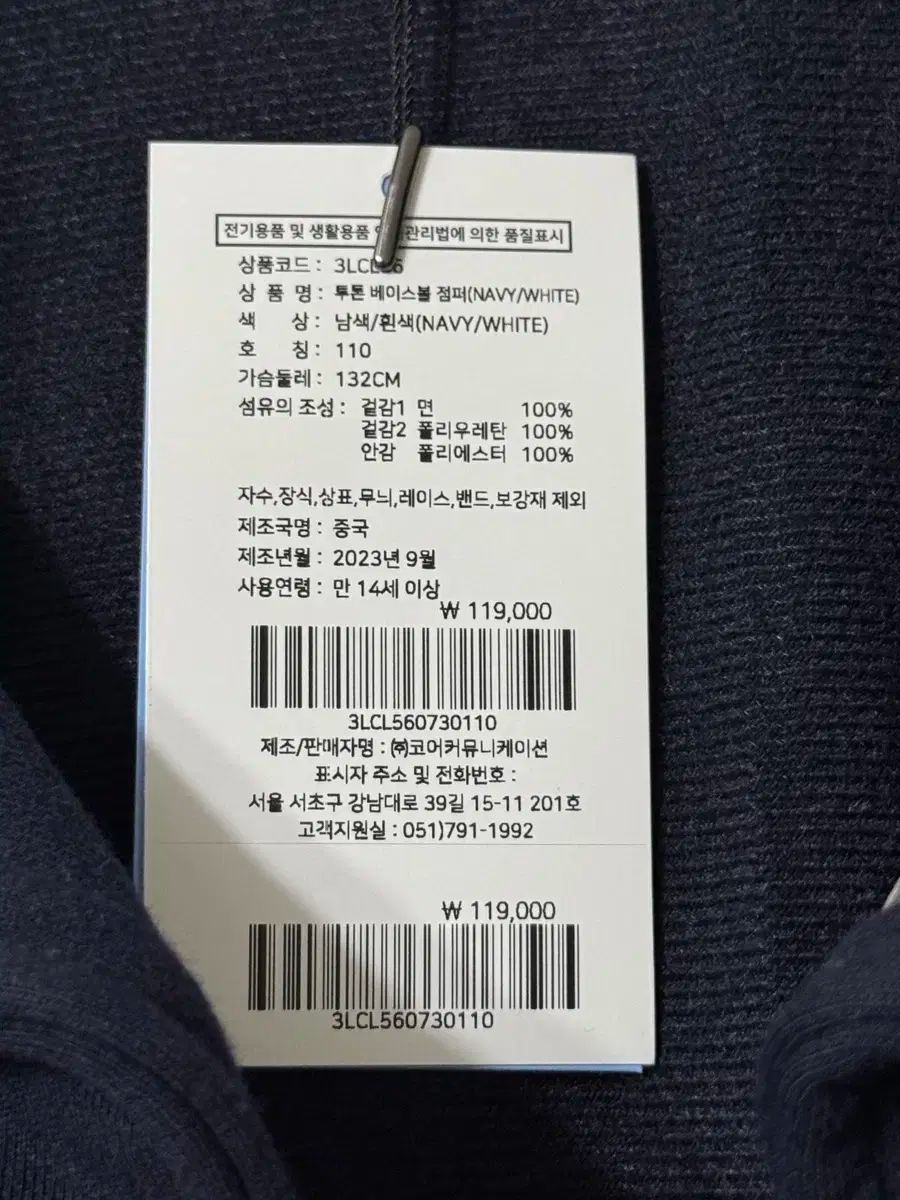 전기용품 및 생활용품 관리법에 의한 품질표시
상품코드 :
상 품 명 : 투톤 베이스볼 점퍼(NAVY/WHITE)
색 상 : 남색/흰색(NAVY/WHITE)
호 칭 : 110
가슴둘레 : 132CM
섬유의 조성 : 겉감1 면 100%
겉감2 폴리우레탄 100%
안감 폴리에스터 100%
자수,장식,상표,무늬,레이스,밴드,보강재 제외
제조국명 : 중국
제조년월 : 2023년 9월
사용연령 : 만 14세 이상
₩ 119,000
3LCL560730110
제조/판매자명 : ㈜코어커뮤니케이션
표시자 주소 및 전화번호 :
서울 서초구 강남대로 39길 15-11 201호
고객지원실 : 051)791-1992
₩ 119,000
3LCL560730110